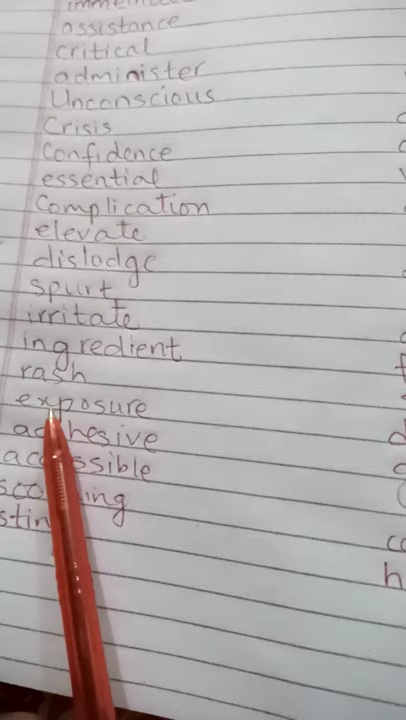 assistance
critical
administer
Unconscious
Crisis
Confidence
essential
Complication
elevate
dislodge
spurt
irritate
ingredient
rash
exposure
adhesive
accessible